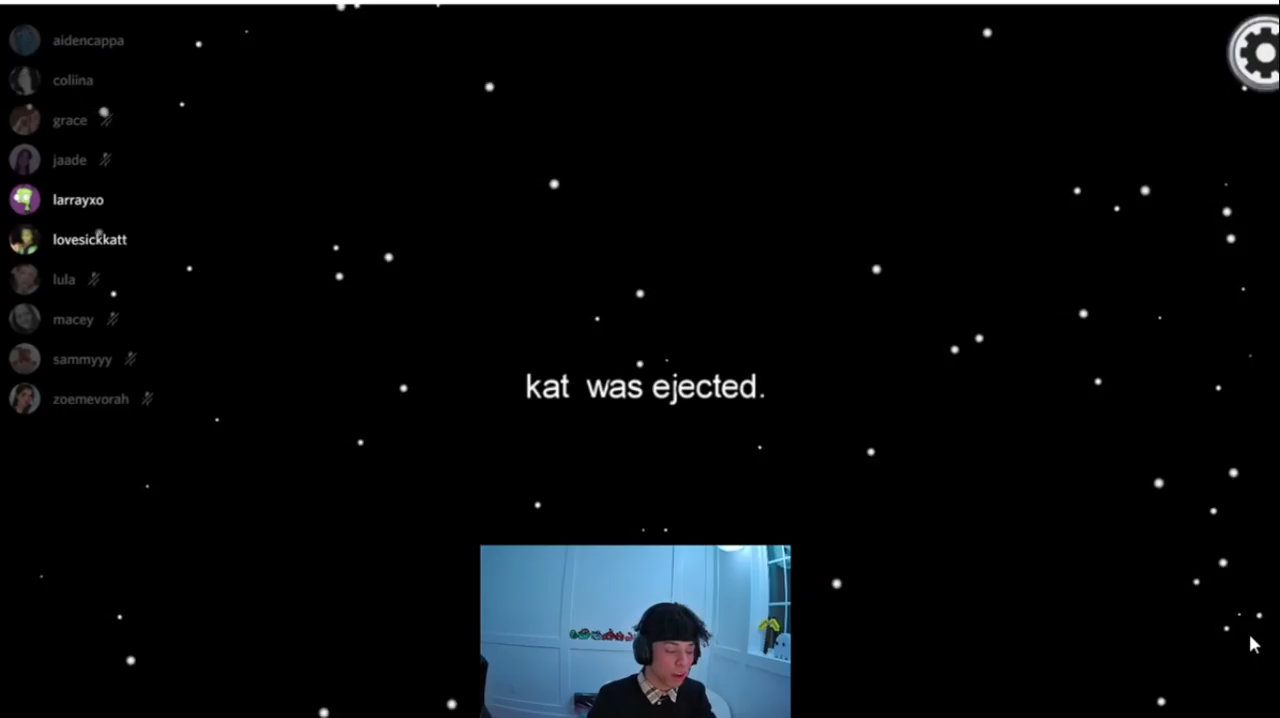 aidencappa
coliina
grace
jaade
larrayxo
lovesickkatt
lula
macey
sammyyy
zoemevorah
kat was ejected.